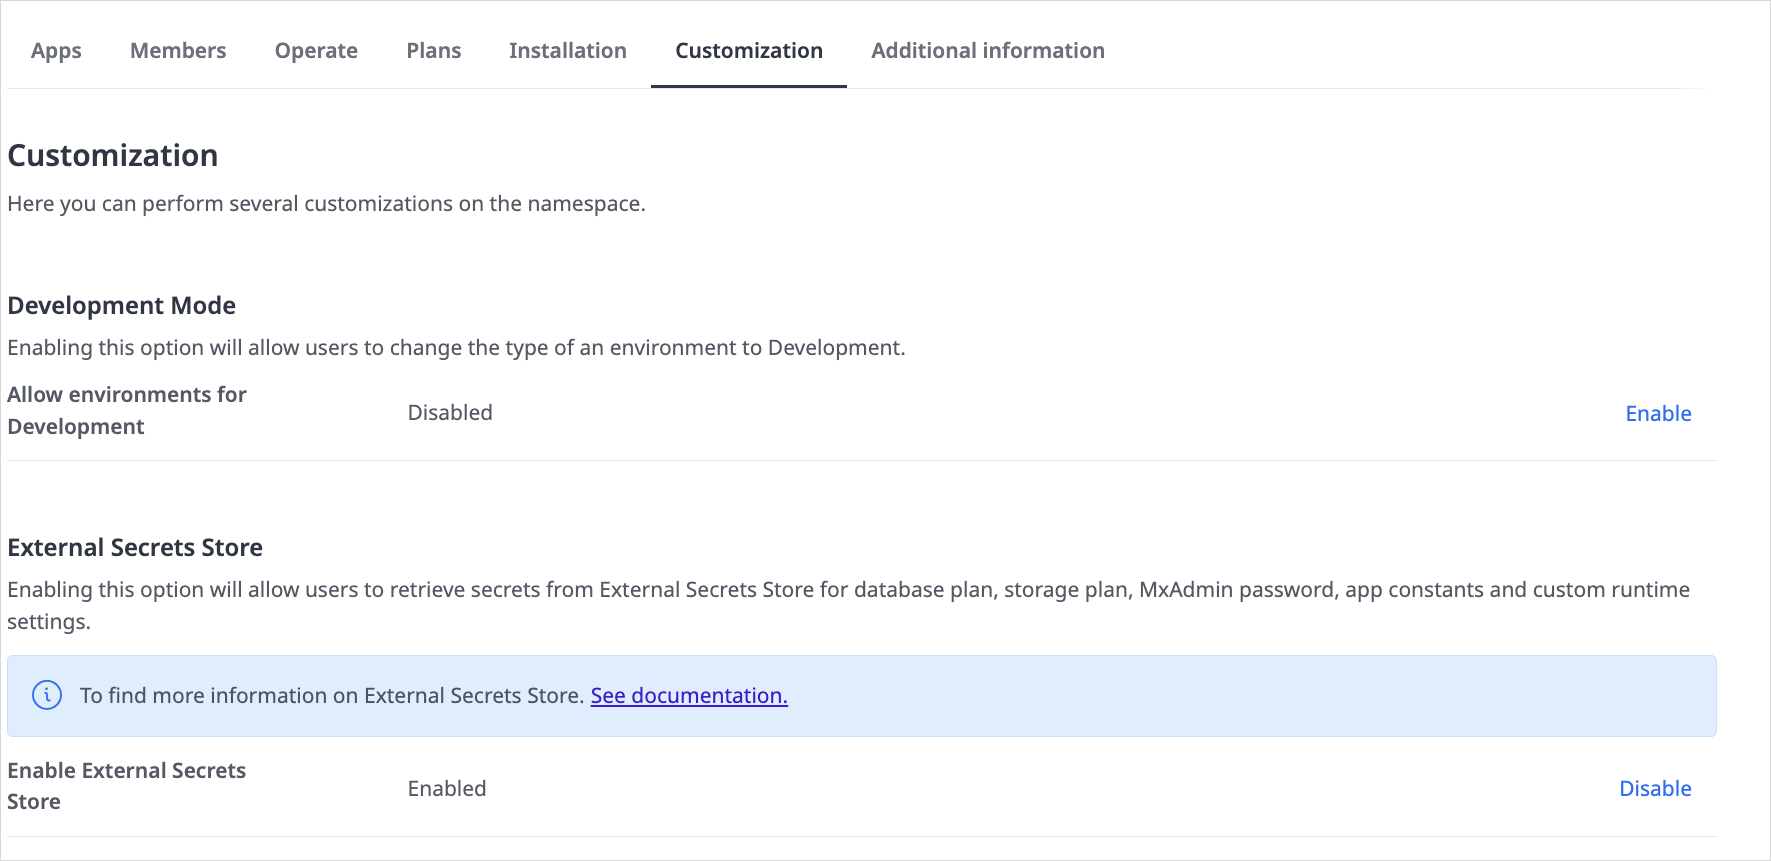 Apps Members Operate Plans Installation Customization Additional information
Customization
Here you can perform several customizations on the namespace.
Development Mode
Enabling this option will allow users to change the type of an environment to Development.
Allow environments for
Development
Disabled
Enable
External Secrets Store
Enabling this option will allow users to retrieve secrets from External Secrets Store for database plan, storage plan, MxAdmin password, app constants and custom runtime
settings.
To find more information on External Secrets Store. See documentation.
Enable External Secrets
Store
Enabled
Disable